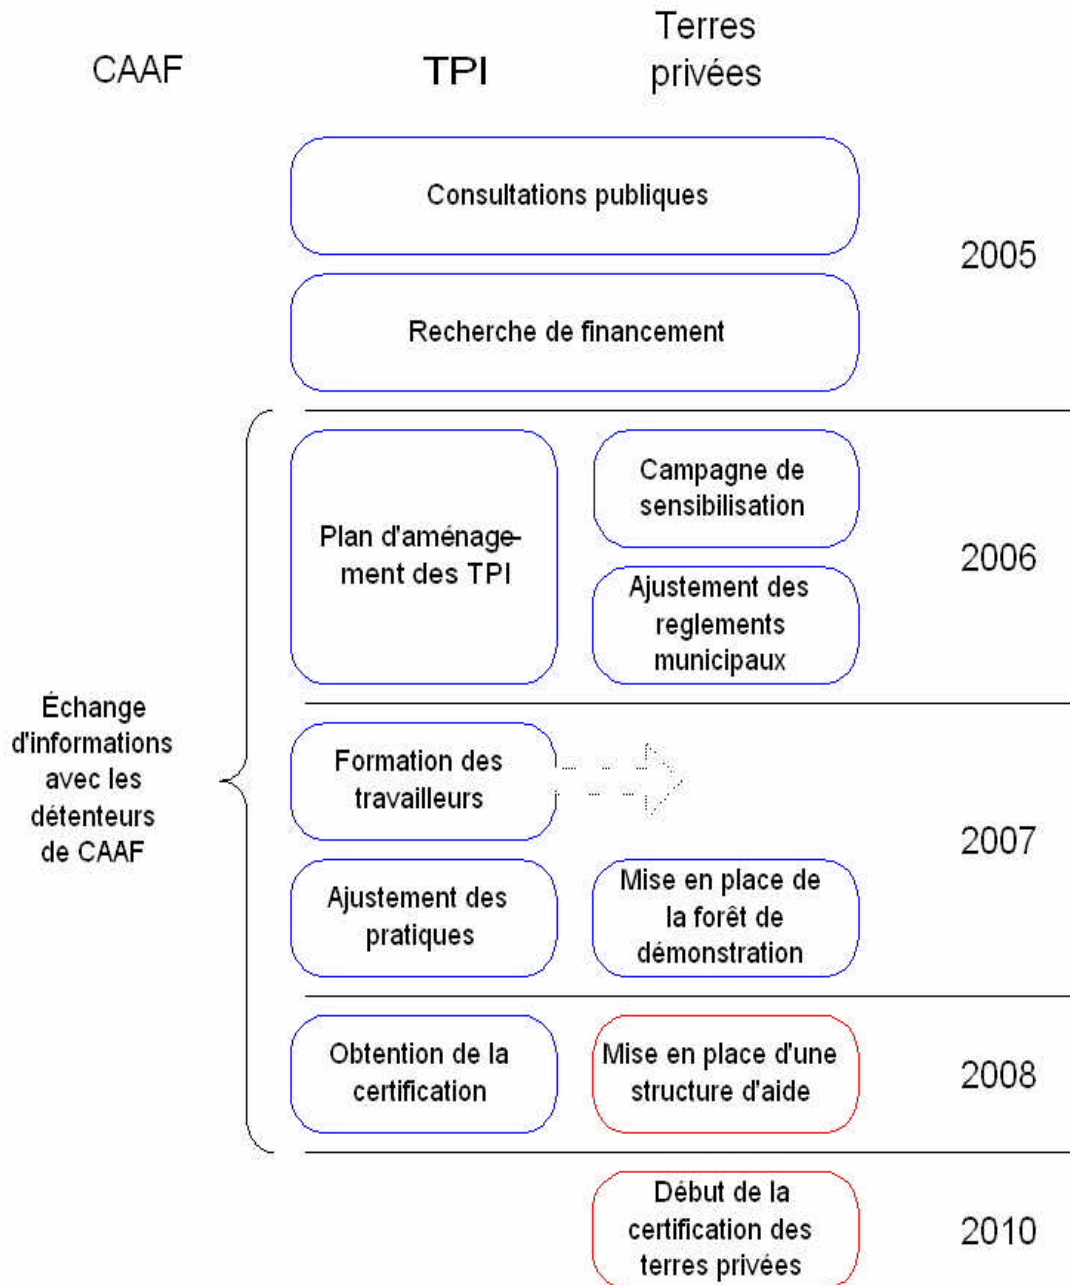 CAAF
TPI
Terres
privées
Consultations publiques
2005
Recherche de financement
Plan d'aménage-
ment des TPI
Campagne de
sensibilisation
2006
Ajustement des
reglements
municipaux
Échange
d'informations
avec les
détenteurs
de CAAF
Formation des
travailleurs
2007
Ajustement des
pratiques
Mise en place de
la forêt de
démonstration
Obtention de la
certification
Mise en place d'une
structure d'aide
2008
Début de la
certification des
terres privées
2010